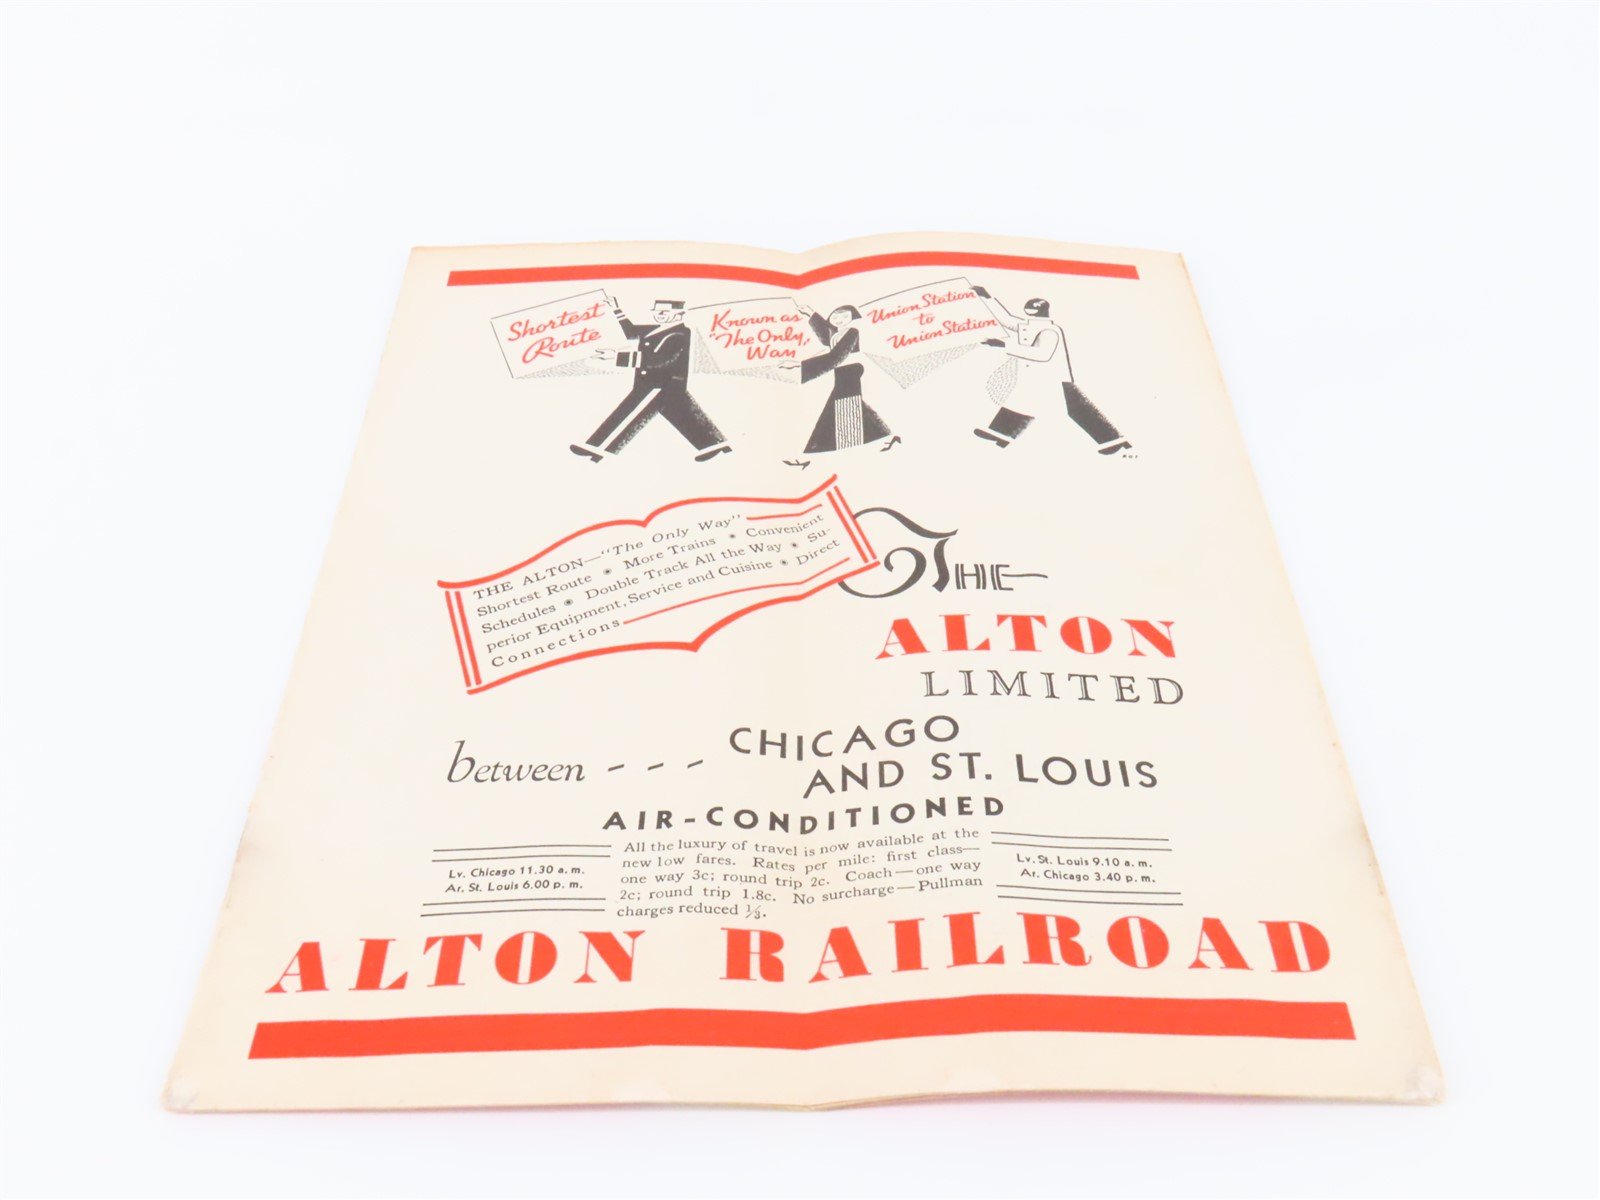 Shortest
Route
Known as
"The Only
Way
Union Station
to
Union Station
THE ALTON—"The Only Way"
Shortest Route • More Trains • Convenient
Schedules • Double Track All the Way • Su-
perior Equipment, Service and Cuisine • Direct
Connections
THE
ALTON
LIMITED
between - - - CHICAGO
AND ST. LOUIS
AIR-CONDITIONED
Lv. Chicago 11.30 a. m.
Ar. St. Louis 6.00 p. m.
All the luxury of travel is now available at the
new low fares. Rates per mile: first class—
one way 3c; round trip 2c. Coach—one way
2c; round trip 1.8c. No surcharge—Pullman
charges reduced ⅓.
Lv. St. Louis 9.10 a. m.
Ar. Chicago 3.40 p. m.
ALTON RAILROAD